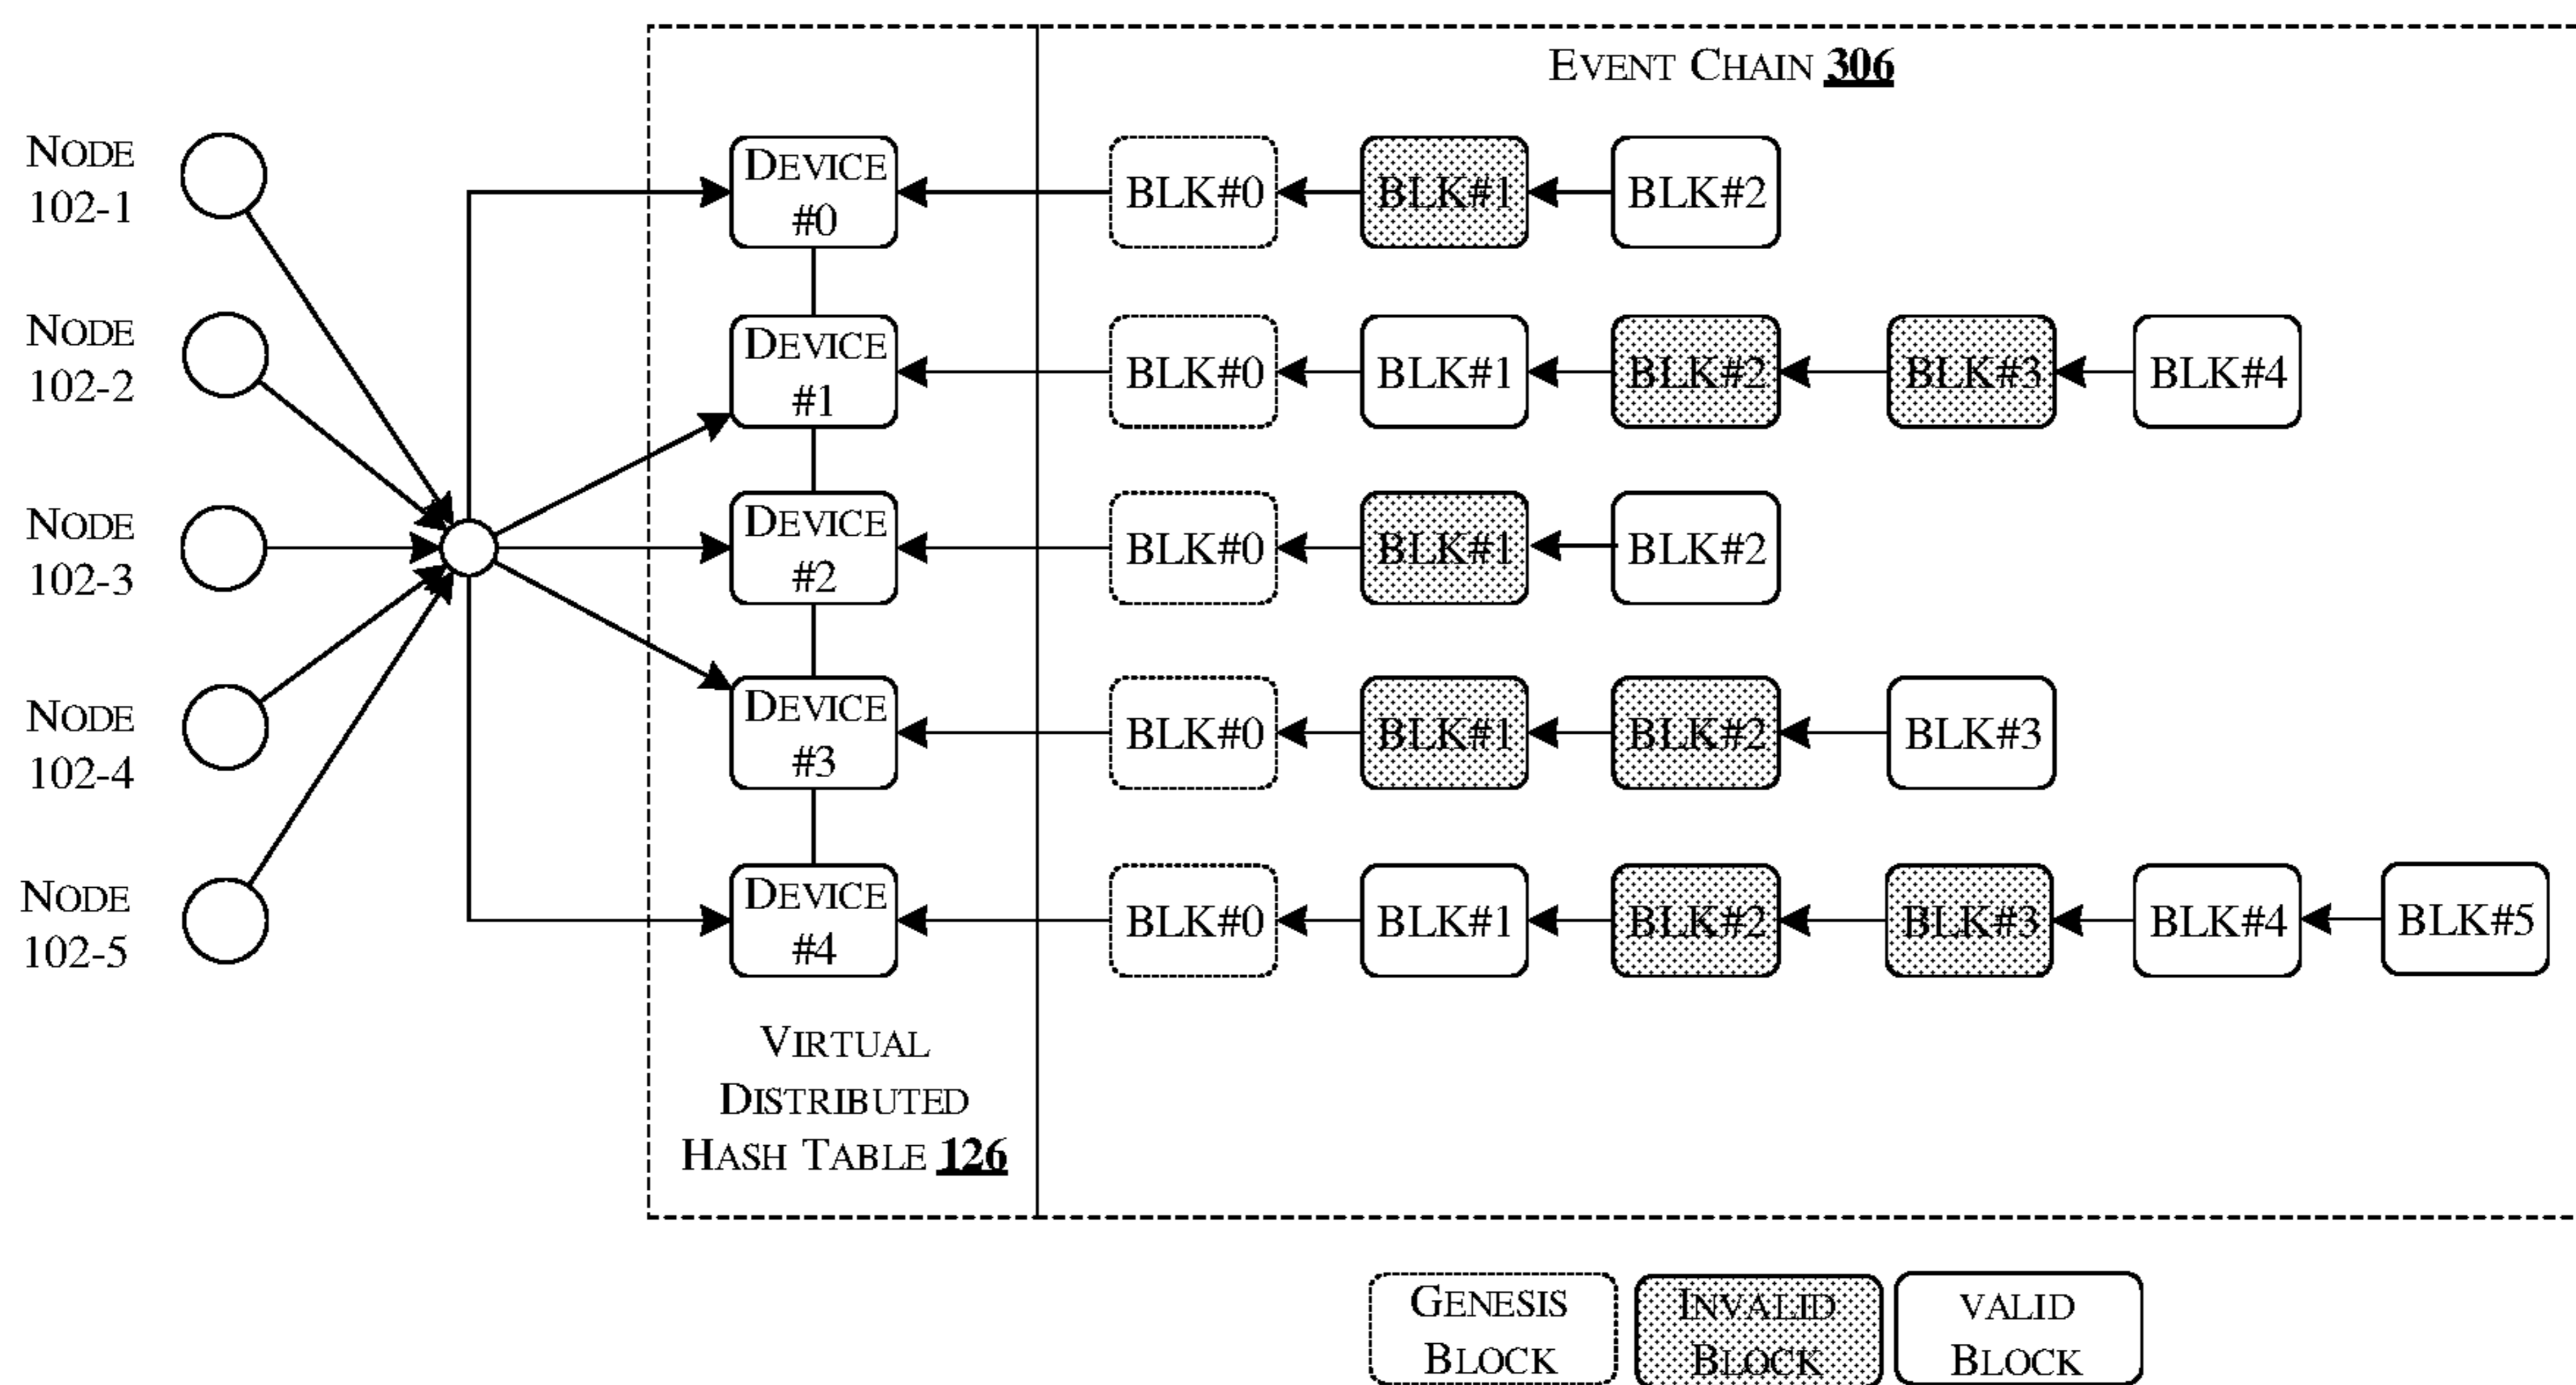 EVENT CHAIN 306
NODE
102-1
DEVICE
#0
BLK#0
BLK#1
BLK#2
NODE
102-2
DEVICE
#1
BLK#0
BLK#1
BLK#2
BLK#3
BLK#4
NODE
102-3
DEVICE
#2
BLK#0
BLK#1
BLK#2
NODE
102-4
DEVICE
#3
BLK#0
BLK#1
BLK#2
BLK#3
NODE
102-5
DEVICE
#4
BLK#0
BLK#1
BLK#2
BLK#3
BLK#4
BLK#5
VIRTUAL
DISTRIBUTED
HASH TABLE 126
GENESIS
BLOCK
INVALID
BLOCK
VALID
BLOCK